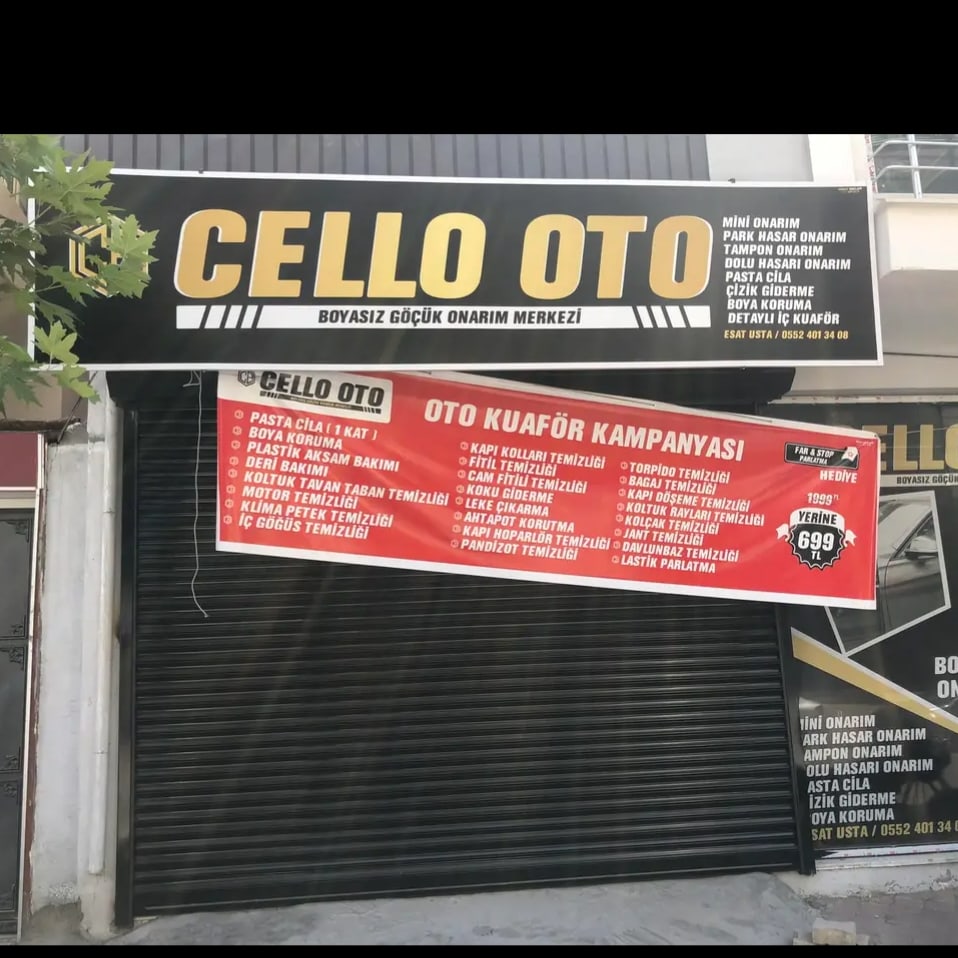 CELLO OTO
BOYASIZ GÖÇÜK ONARIM MERKEZİ
MİNİ ONARIM
PARK HASAR ONARIM
TAMPON ONARIM
DOLU HASARI ONARIM
PASTA CİLA
ÇİZİK GİDERME
BOYA KORUMA
DETAYLI İÇ KUAFÖR
ESAT USTA / 0552 401 34 08
CELLO OTO
OTO KUAFÖR KAMPANYASI
PASTA CİLA ( 1 KAT )
BOYA KORUMA
PLASTİK AKSAM BAKIMI
DERİ BAKIMI
KOLTUK TAVAN TABAN TEMİZLİĞİ
MOTOR TEMİZLİĞİ
KLİMA PETEK TEMİZLİĞİ
İÇ GÖĞÜS TEMİZLİĞİ
KAPI KOLLARI TEMİZLİĞİ
FİTİL TEMİZLİĞİ
CAM FİTİLİ TEMİZLİĞİ
KOKU GİDERME
LEKE ÇIKARMA
AHTAPOT KORUTMA
KAPI HOPARLÖR TEMİZLİĞİ
PANDİZOT TEMİZLİĞİ
TORPİDO TEMİZLİĞİ
BAGAJ TEMİZLİĞİ
KAPI DÖŞEME TEMİZLİĞİ
KOLTUK RAYLARI TEMİZLİĞİ
KOLÇAK TEMİZLİĞİ
JANT TEMİZLİĞİ
DAVLUNBAZ TEMİZLİĞİ
LASTİK PARLATMA
FAR & STOP
PARLATMA
HEDİYE
1999 TL
YERİNE
699
TL
ELLO
BOYASIZ GÖÇÜK
BO
ON
İNİ ONARIM
ARK HASAR ONARIM
AMPON ONARIM
OLU HASARI ONARIM
ASTA CİLA
İZİK GİDERME
OYA KORUMA
SAT USTA / 0552 401 34 0